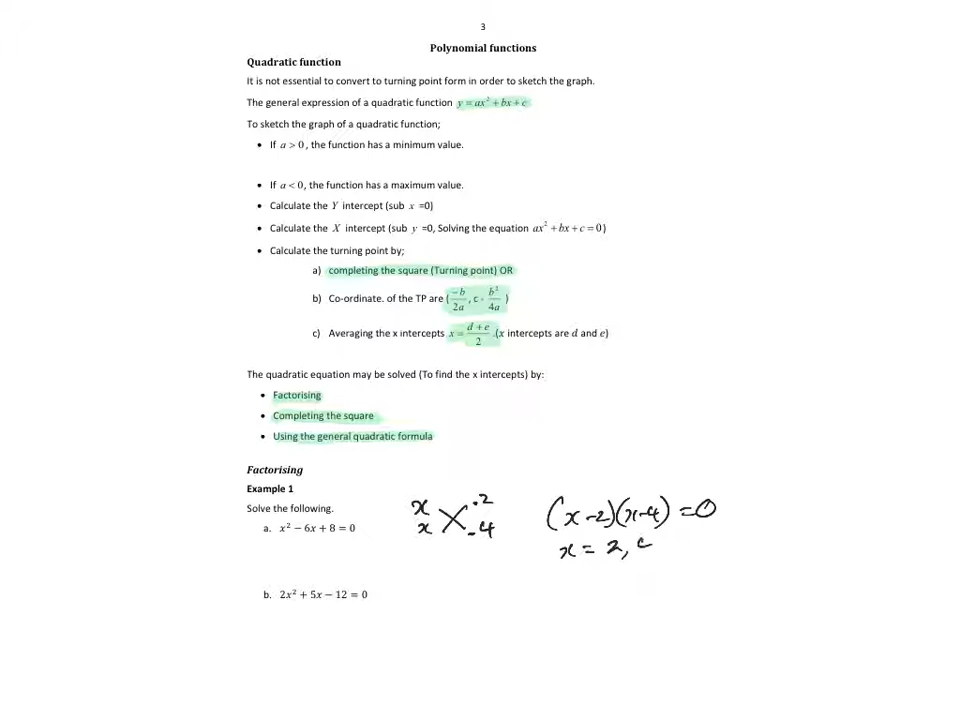 3
Polynomial functions
Quadratic function
It is not essential to convert to turning point form in order to sketch the graph.
The general expression of a quadratic function y = ax² + bx + c
To sketch the graph of a quadratic function;
• If a > 0, the function has a minimum value.
• If a < 0, the function has a maximum value.
• Calculate the Y intercept (sub x =0)
• Calculate the X intercept (sub y =0, Solving the equation ax² + bx + c = 0)
• Calculate the turning point by;
a) completing the square (Turning point) OR
b) Co-ordinate. of the TP are (-b/2a, c - b²/4a)
c) Averaging the x intercepts x = d + e/2 .(x intercepts are d and e)
The quadratic equation may be solved (To find the x intercepts) by:
• Factorising
• Completing the square
• Using the general quadratic formula
Factorising
Example 1
Solve the following.
a. x² − 6x + 8 = 0
x -2
x -4
(x-2)(x-4) = 0
x = 2,
b. 2x² + 5x − 12 = 0